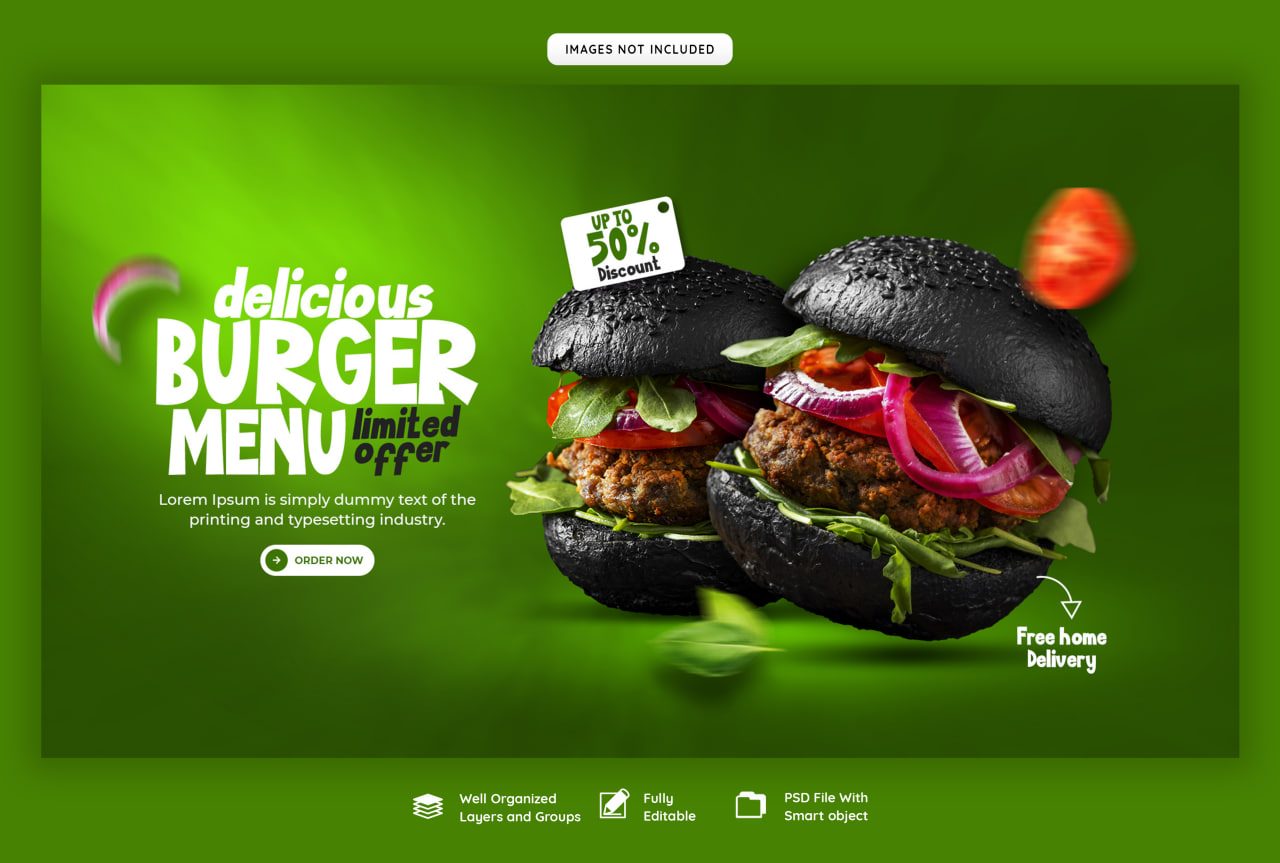 IMAGES NOT INCLUDED
UP TO
50%
Discount
delicious
BURGER
MENU limited
offer
Lorem Ipsum is simply dummy text of the
printing and typesetting industry.
ORDER NOW
Free home
Delivery
Well Organized
Layers and Groups
Fully
Editable
PSD File With
Smart object